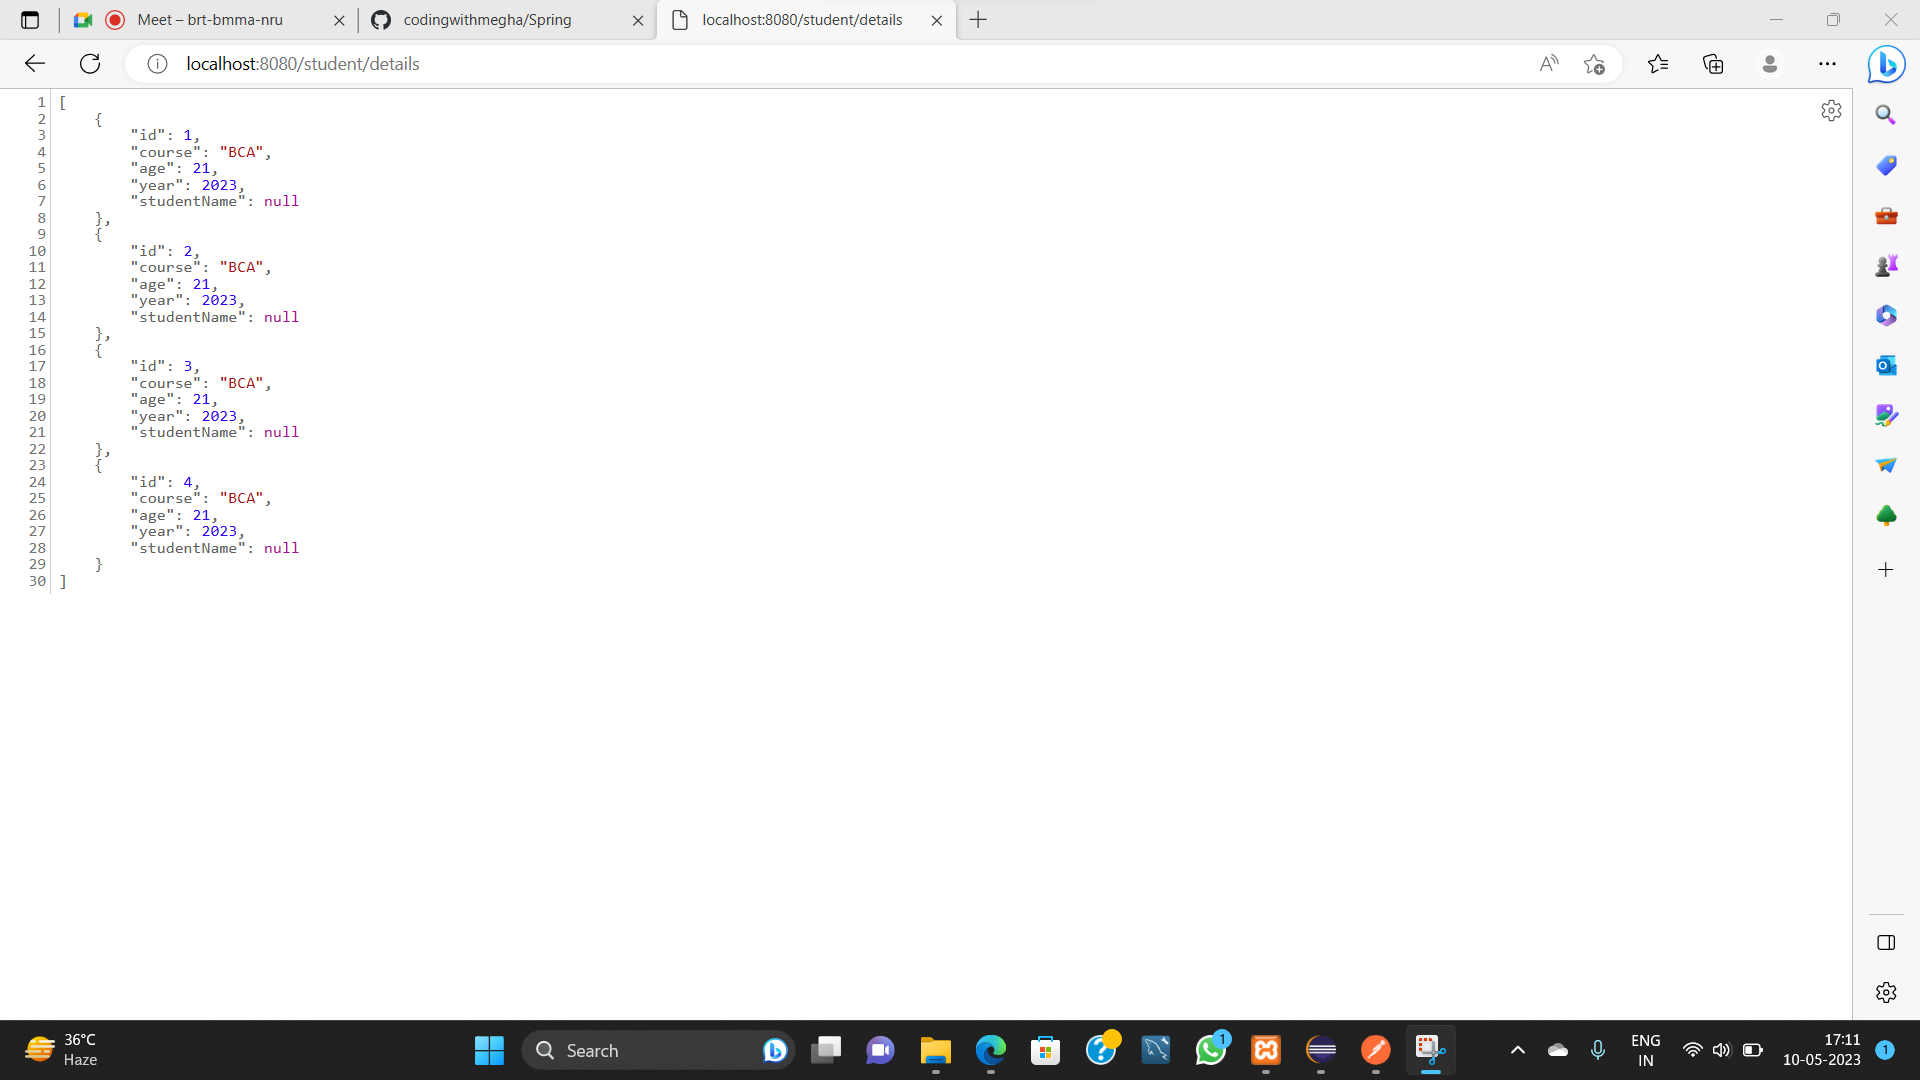 Meet – brt-bmma-nru
codingwithmegha/Spring
localhost:8080/student/details
localhost:8080/student/details
1 [
2     {
3         "id": 1,
4         "course": "BCA",
5         "age": 21,
6         "year": 2023,
7         "studentName": null
8     },
9     {
10         "id": 2,
11         "course": "BCA",
12         "age": 21,
13         "year": 2023,
14         "studentName": null
15     },
16     {
17         "id": 3,
18         "course": "BCA",
19         "age": 21,
20         "year": 2023,
21         "studentName": null
22     },
23     {
24         "id": 4,
25         "course": "BCA",
26         "age": 21,
27         "year": 2023,
28         "studentName": null
29     }
30 ]
36°C
Haze
Search
1
ENG
IN
17:11
10-05-2023
1